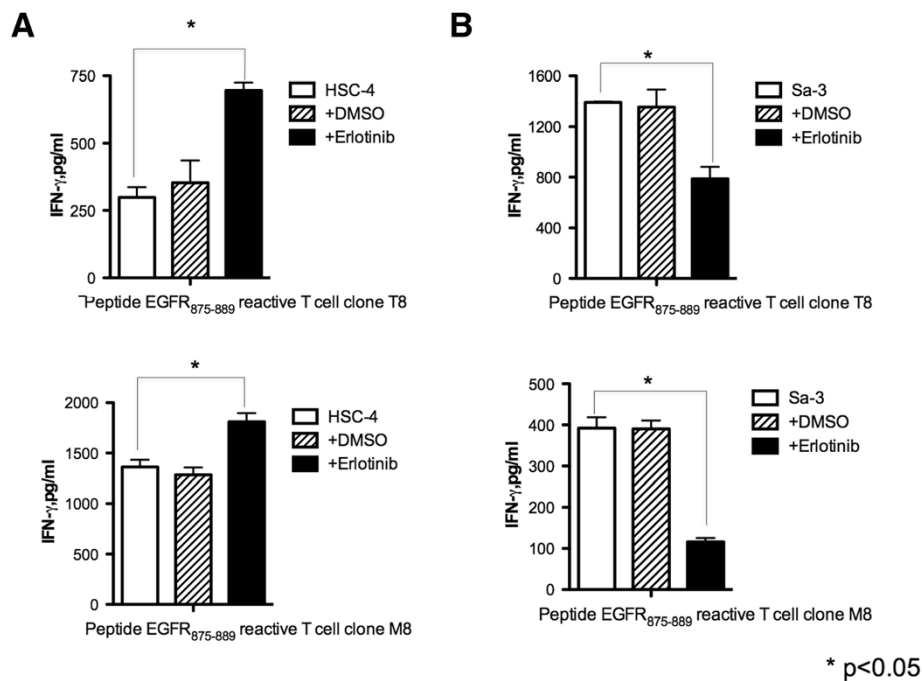 A
*
HSC-4
+DMSO
+Erlotinib
IFN-γ,pg/ml
750
500
250
0
Peptide EGFR875-889 reactive T cell clone T8
*
HSC-4
+DMSO
+Erlotinib
IFN-γ,pg/ml
2000
1500
1000
500
0
Peptide EGFR875-889 reactive T cell clone M8
B
*
Sa-3
+DMSO
+Erlotinib
IFN-γ,pg/ml
1600
1200
800
400
0
Peptide EGFR875-889 reactive T cell clone T8
*
Sa-3
+DMSO
+Erlotinib
IFN-γ,pg/ml
500
400
400
200
100
0
Peptide EGFR875-889 reactive T cell clone M8
* p<0.05